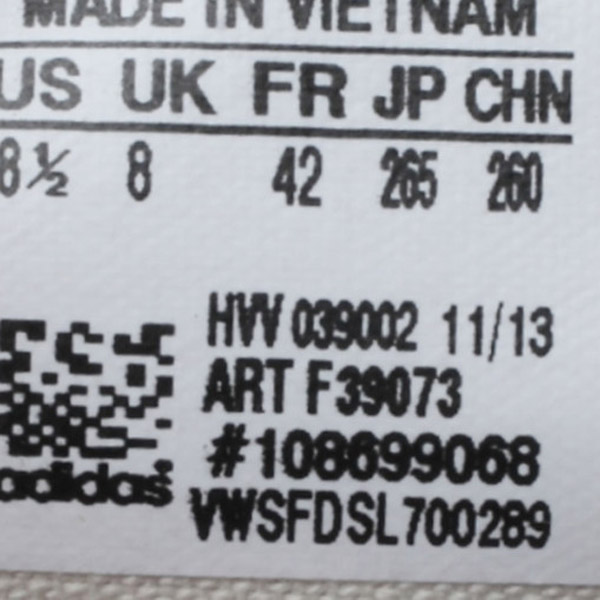 MADE IN VIETNAM
US UK FR JP CHN
8½ 8 42 265 260
HVV 039002 11/13
ART F39073
#108699068
adidas
VWSFDSL700289